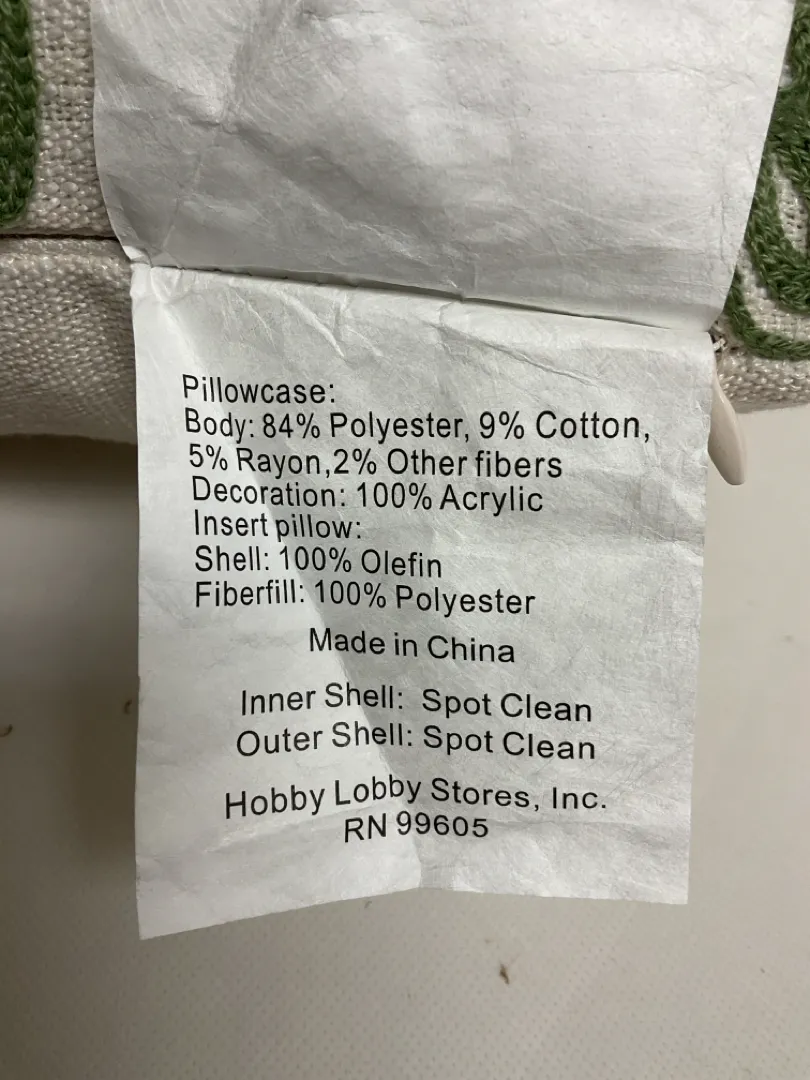 Pillowcase:
Body: 84% Polyester, 9% Cotton,
5% Rayon,2% Other fibers
Decoration: 100% Acrylic
Insert pillow:
Shell: 100% Olefin
Fiberfill: 100% Polyester
Made in China
Inner Shell: Spot Clean
Outer Shell: Spot Clean
Hobby Lobby Stores, Inc.
RN 99605